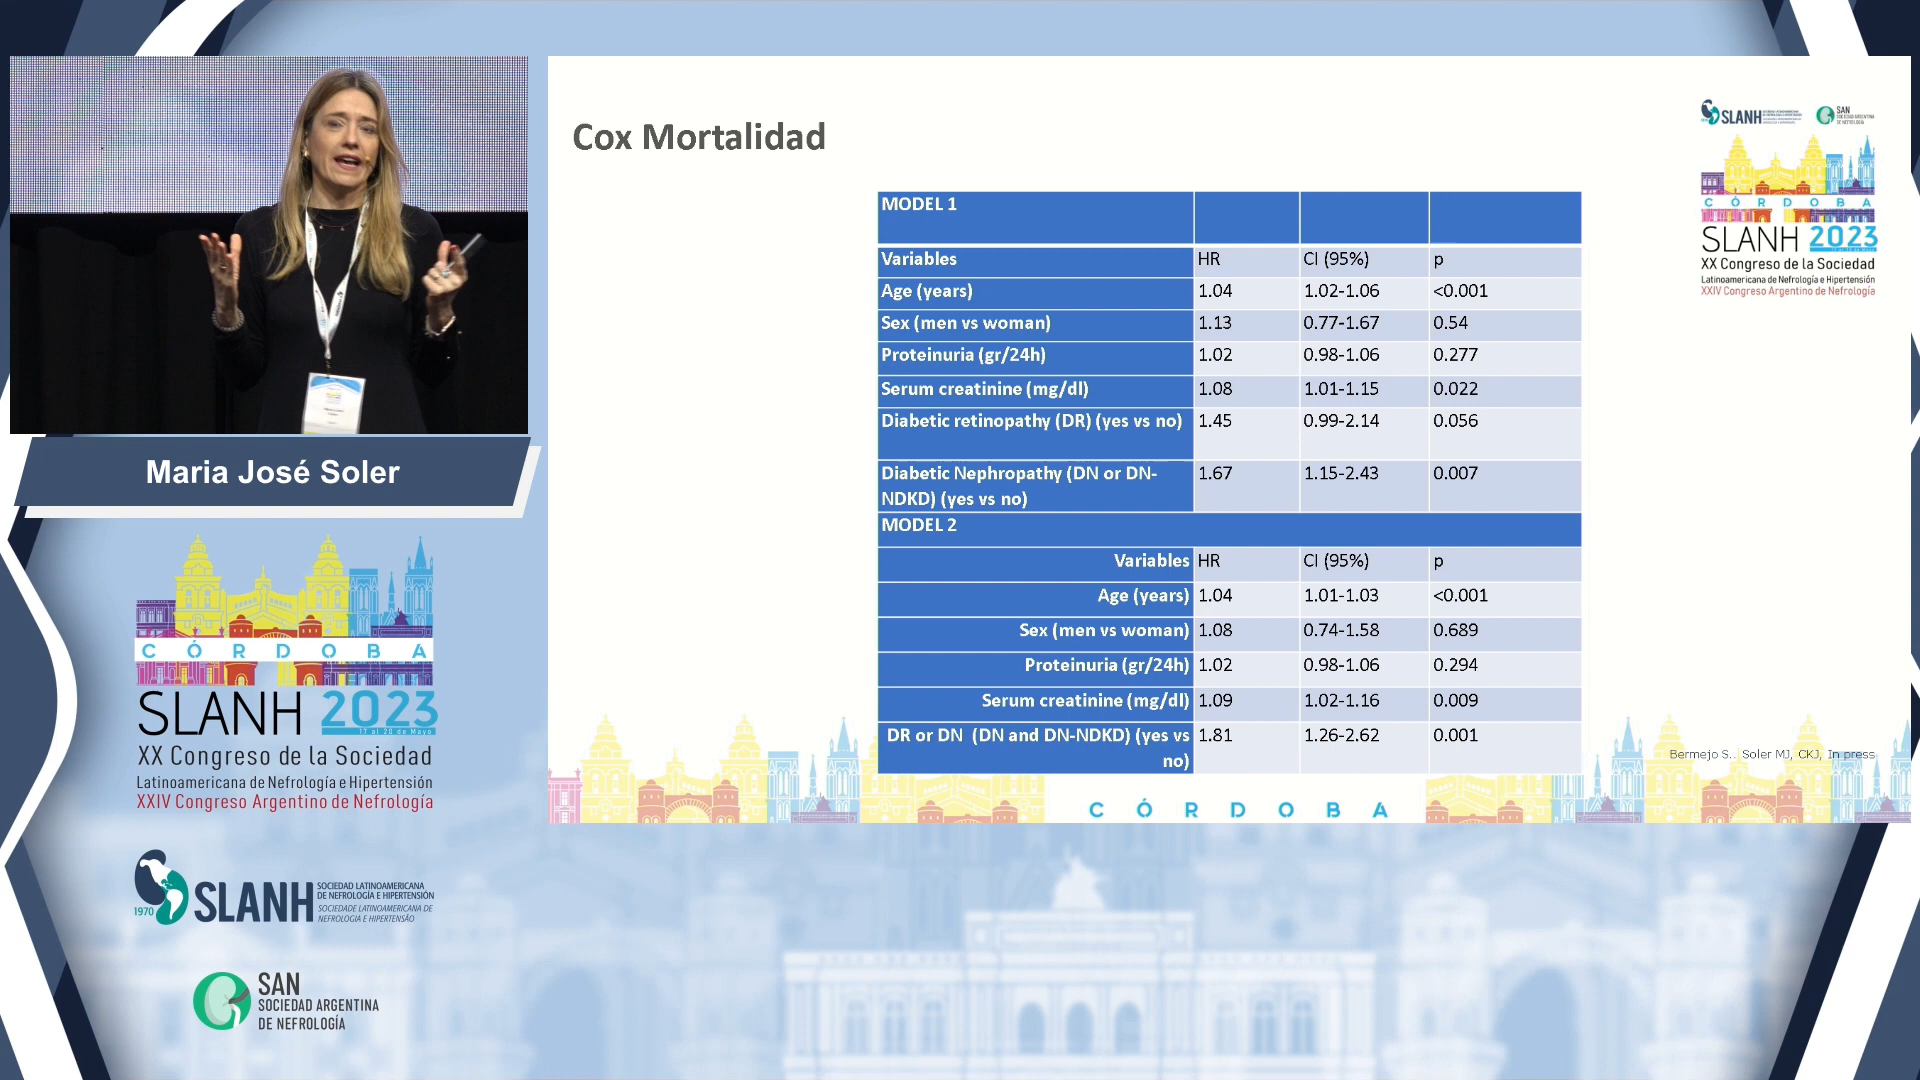 Maria José Soler
CÓRDOBA
SLANH 2023
17 al 20 de Mayo
XX Congreso de la Sociedad
Latinoamericana de Nefrología e Hipertensión
XXIV Congreso Argentino de Nefrología
1970
SLANH
SOCIEDAD LATINOAMERICANA
DE NEFROLOGÍA E HIPERTENSIÓN
SOCIEDADE LATINOAMERICANA DE
NEFROLOGIA E HIPERTENSÃO
SAN
SOCIEDAD ARGENTINA
DE NEFROLOGÍA
Cox Mortalidad
MODEL 1
Variables HR CI (95%) p
Age (years) 1.04 1.02-1.06 <0.001
Sex (men vs woman) 1.13 0.77-1.67 0.54
Proteinuria (gr/24h) 1.02 0.98-1.06 0.277
Serum creatinine (mg/dl) 1.08 1.01-1.15 0.022
Diabetic retinopathy (DR) (yes vs no) 1.45 0.99-2.14 0.056
Diabetic Nephropathy (DN or DN- 1.67 1.15-2.43 0.007
NDKD) (yes vs no)
MODEL 2
Variables HR CI (95%) p
Age (years) 1.04 1.01-1.03 <0.001
Sex (men vs woman) 1.08 0.74-1.58 0.689
Proteinuria (gr/24h) 1.02 0.98-1.06 0.294
Serum creatinine (mg/dl) 1.09 1.02-1.16 0.009
DR or DN (DN and DN-NDKD) (yes vs 1.81 1.26-2.62 0.001
no)
SLANH
SAN
CÓRDOBA
SLANH 2023
XX Congreso de la Sociedad
Latinoamericana de Nefrología e Hipertensión
XXIV Congreso Argentino de Nefrología
Bermejo S.. Soler MJ, CKJ, In press
CÓRDOBA